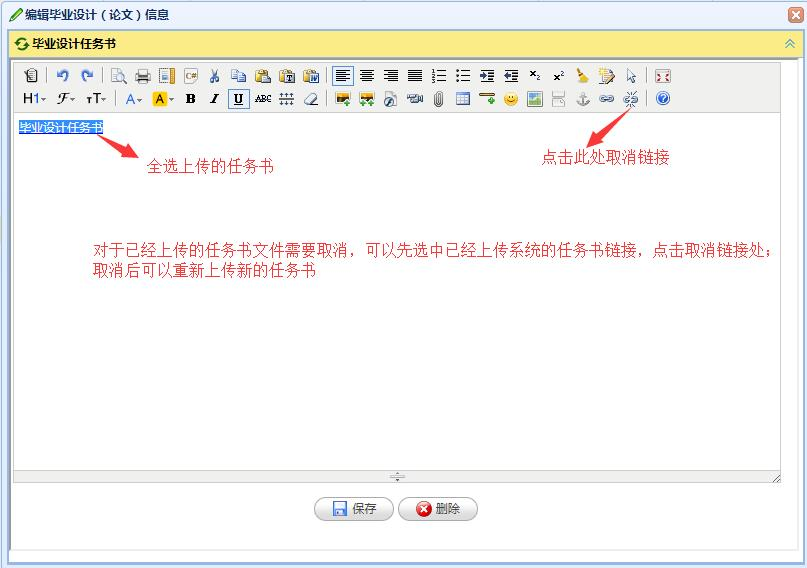 编辑毕业设计（论文）信息
毕业设计任务书
H1 F тT A A B I U ABC
毕业设计任务书
全选上传的任务书
点击此处取消链接
对于已经上传的任务书文件需要取消，可以先选中已经上传系统的任务书链接，点击取消链接处；
取消后可以重新上传新的任务书
保存 删除